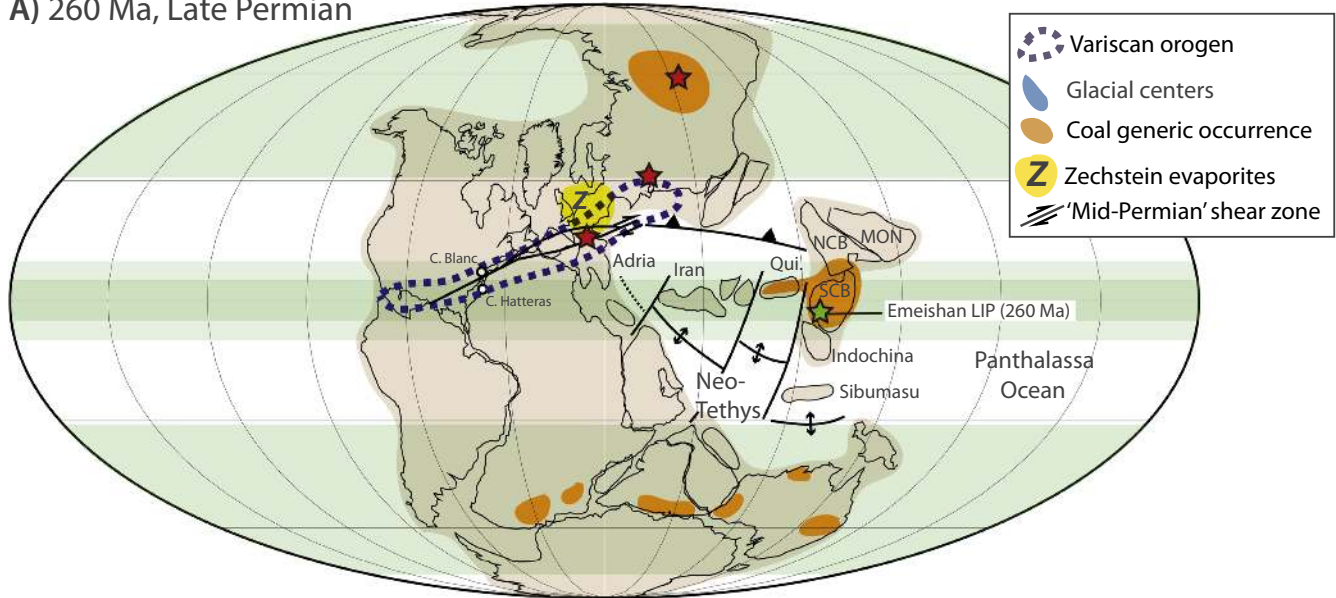 A) 260 Ma, Late Permian
Variscan orogen
Glacial centers
Coal generic occurrence
Z Zechstein evaporites
'Mid-Permian' shear zone
Z
C. Blanc
C. Hatteras
Adria
Iran
Qui.
NCB
MON
SCB
Emeishan LIP (260 Ma)
Indochina
Sibumasu
Neo-
Tethys
Panthalassa
Ocean